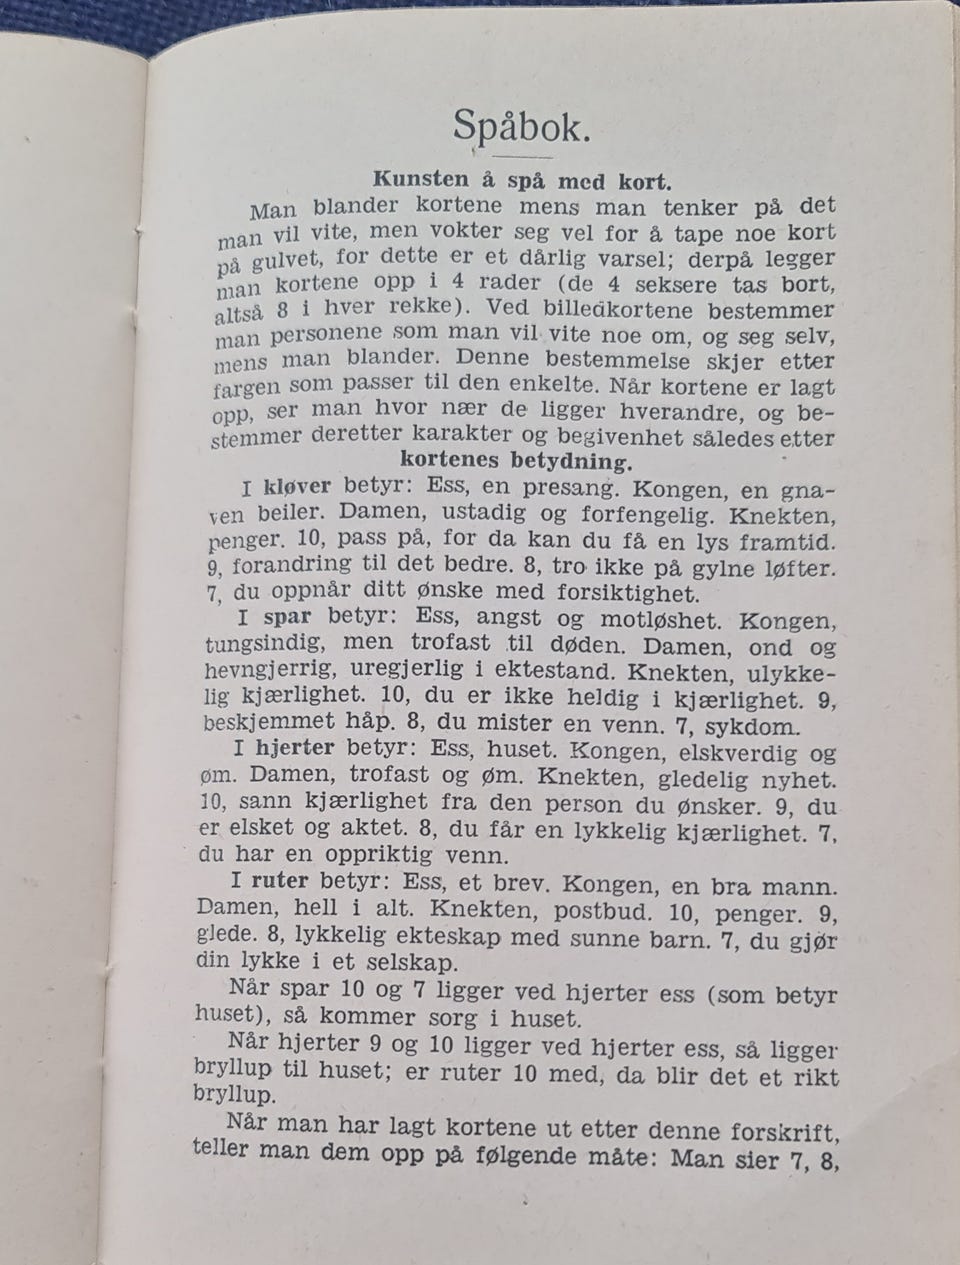 Spåbok.
Kunsten å spå med kort.
Man blander kortene mens man tenker på det
man vil vite, men vokter seg vel for å tape noe kort
på gulvet, for dette er et dårlig varsel; derpå legger
man kortene opp i 4 rader (de 4 seksere tas bort,
altså 8 i hver rekke). Ved billedkortene bestemmer
man personene som man vil vite noe om, og seg selv,
mens man blander. Denne bestemmelse skjer etter
fargen som passer til den enkelte. Når kortene er lagt
opp, ser man hvor nær de ligger hverandre, og be-
stemmer deretter karakter og begivenhet således etter
kortenes betydning.
I kløver betyr: Ess, en presang. Kongen, en gna-
ven beiler. Damen, ustadig og forfengelig. Knekten,
penger. 10, pass på, for da kan du få en lys framtid.
9, forandring til det bedre. 8, tro ikke på gylne løfter.
7, du oppnår ditt ønske med forsiktighet.
I spar betyr: Ess, angst og motløshet. Kongen,
tungsindig, men trofast til døden. Damen, ond og
hevngjerrig, uregjerlig i ektestand. Knekten, ulykke-
lig kjærlighet. 10, du er ikke heldig i kjærlighet. 9,
beskjemmet håp. 8, du mister en venn. 7, sykdom.
I hjerter betyr: Ess, huset. Kongen, elskverdig og
øm. Damen, trofast og øm. Knekten, gledelig nyhet.
10, sann kjærlighet fra den person du ønsker. 9, du
er elsket og aktet. 8, du får en lykkelig kjærlighet. 7,
du har en oppriktig venn.
I ruter betyr: Ess, et brev. Kongen, en bra mann.
Damen, hell i alt. Knekten, postbud. 10, penger. 9,
glede. 8, lykkelig ekteskap med sunne barn. 7, du gjør
din lykke i et selskap.
Når spar 10 og 7 ligger ved hjerter ess (som betyr
huset), så kommer sorg i huset.
Når hjerter 9 og 10 ligger ved hjerter ess, så ligger
bryllup til huset; er ruter 10 med, da blir det et rikt
bryllup.
Når man har lagt kortene ut etter denne forskrift,
teller man dem opp på følgende måte: Man sier 7, 8,